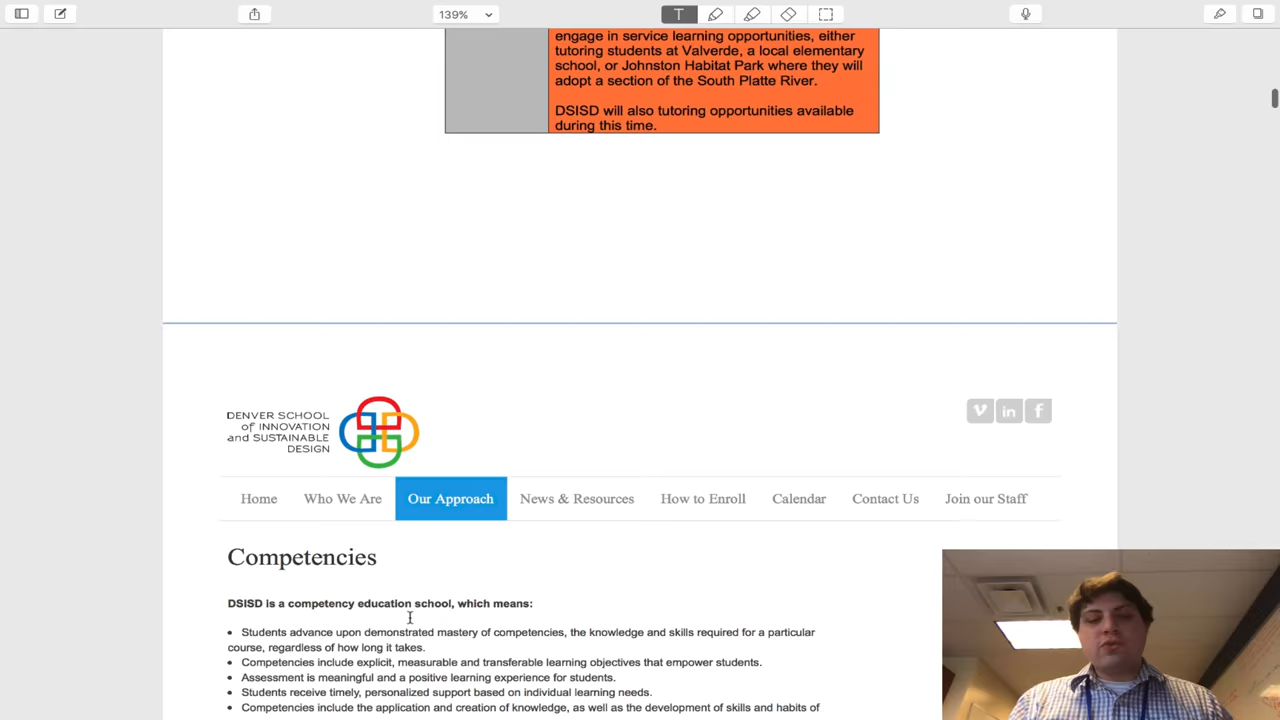 139%
T
engage in service learning opportunities, either
tutoring students at Valverde, a local elementary
school, or Johnston Habitat Park where they will
adopt a section of the South Platte River.
DSISD will also tutoring opportunities available
during this time.
DENVER SCHOOL
of INNOVATION
and SUSTAINABLE
DESIGN
v in f
Home Who We Are Our Approach News & Resources How to Enroll Calendar Contact Us Join our Staff
Competencies
DSISD is a competency education school, which means:
• Students advance upon demonstrated mastery of competencies, the knowledge and skills required for a particular
course, regardless of how long it takes.
• Competencies include explicit, measurable and transferable learning objectives that empower students.
• Assessment is meaningful and a positive learning experience for students.
• Students receive timely, personalized support based on individual learning needs.
• Competencies include the application and creation of knowledge, as well as the development of skills and habits of